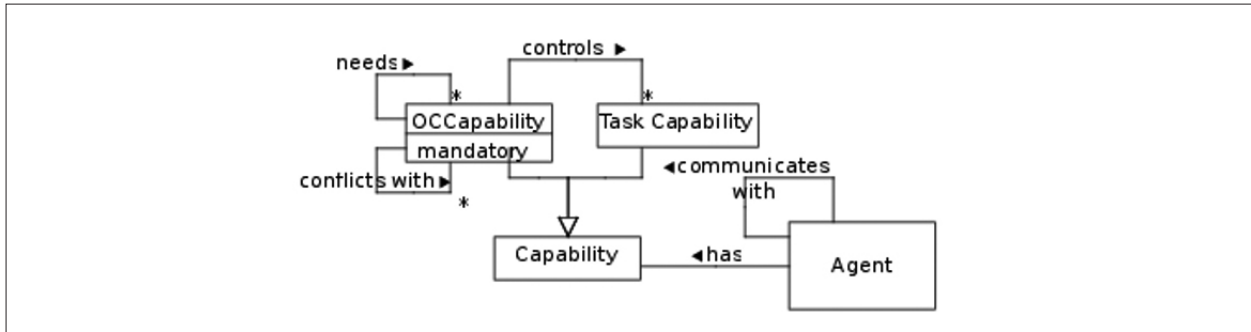 controls ►
needs►
*
*
OCCapability
Task Capability
mandatory
◄communicates
with
conflicts with►
*
Capability
◄has
Agent